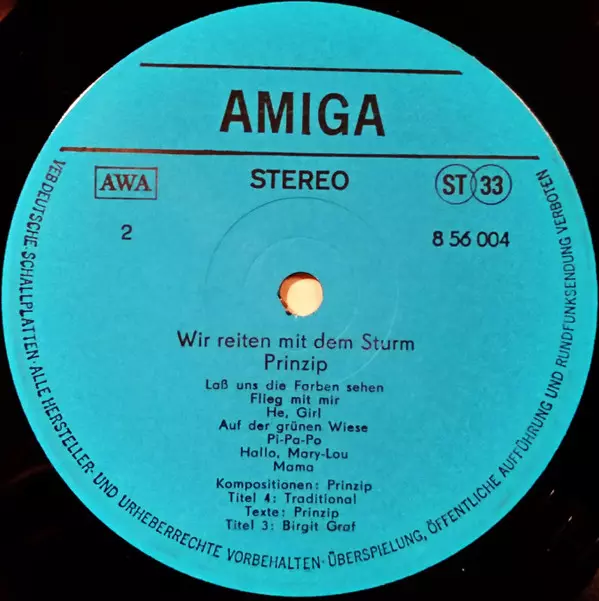 AMIGA
AWA
STEREO
ST 33
2
8 56 004
Wir reiten mit dem Sturm
Prinzip
Laß uns die Farben sehen
Flieg mit mir
He, Girl
Auf der grünen Wiese
Pi-Pa-Po
Hallo, Mary-Lou
Mama
Kompositionen: Prinzip
Titel 4: Traditional
Texte: Prinzip
Titel 3: Birgit Graf
VEB DEUTSCHE SCHALLPLATTEN · ALLE HERSTELLER- UND URHEBERRECHTE VORBEHALTEN · ÜBERSPIELUNG, ÖFFENTLICHE AUFFÜHRUNG UND RUNDFUNKSENDUNG VERBOTEN